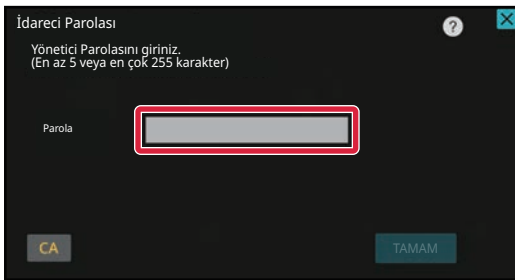 İdareci Parolası
?
Yönetici Parolasını giriniz.
(En az 5 veya en çok 255 karakter)
Parola
CA
TAMAM